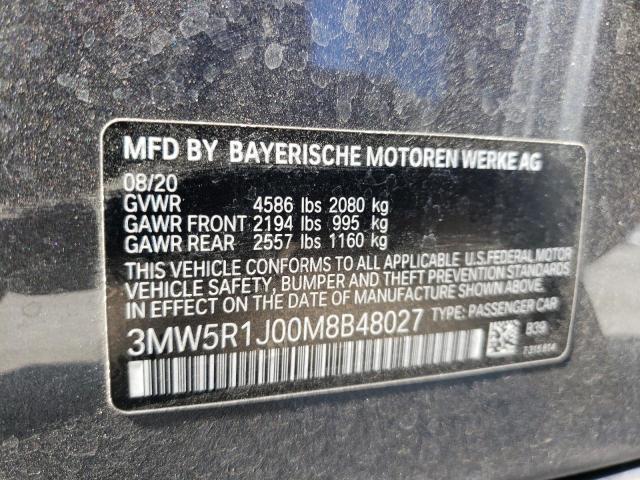 MFD BY BAYERISCHE MOTOREN WERKE AG
08/20
GVWR 4586 lbs 2080 kg
GAWR FRONT 2194 lbs 995 kg
GAWR REAR 2557 lbs 1160 kg
THIS VEHICLE CONFORMS TO ALL APPLICABLE U.S.FEDERAL MOTOR
VEHICLE SAFETY, BUMPER AND THEFT PREVENTION STANDARDS
IN EFFECT ON THE DATE OF MANUFACTURE SHOWN ABOVE.
3MW5R1J00M8B48027 TYPE: PASSENGER CAR
B39